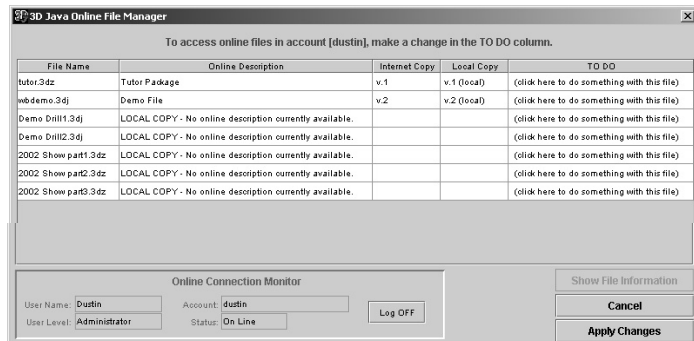 3D Java Online File Manager
To access online files in account [dustin], make a change in the TO DO column.
File Name Online Description Internet Copy Local Copy TO DO
tutor.3dz Tutor Package v.1 v.1 (local) (click here to do something with this file)
wbdemo.3dj Demo File v.2 v.2 (local) (click here to do something with this file)
Demo Drill1.3dj LOCAL COPY - No online description currently available. (click here to do something with this file)
Demo Drill2.3dj LOCAL COPY - No online description currently available. (click here to do something with this file)
2002 Show part1.3dz LOCAL COPY - No online description currently available. (click here to do something with this file)
2002 Show part2.3dz LOCAL COPY - No online description currently available. (click here to do something with this file)
2002 Show part3.3dz LOCAL COPY - No online description currently available. (click here to do something with this file)
Online Connection Monitor
User Name: Dustin Account: dustin
User Level: Administrator Status: On Line
Log OFF
Show File Information
Cancel
Apply Changes